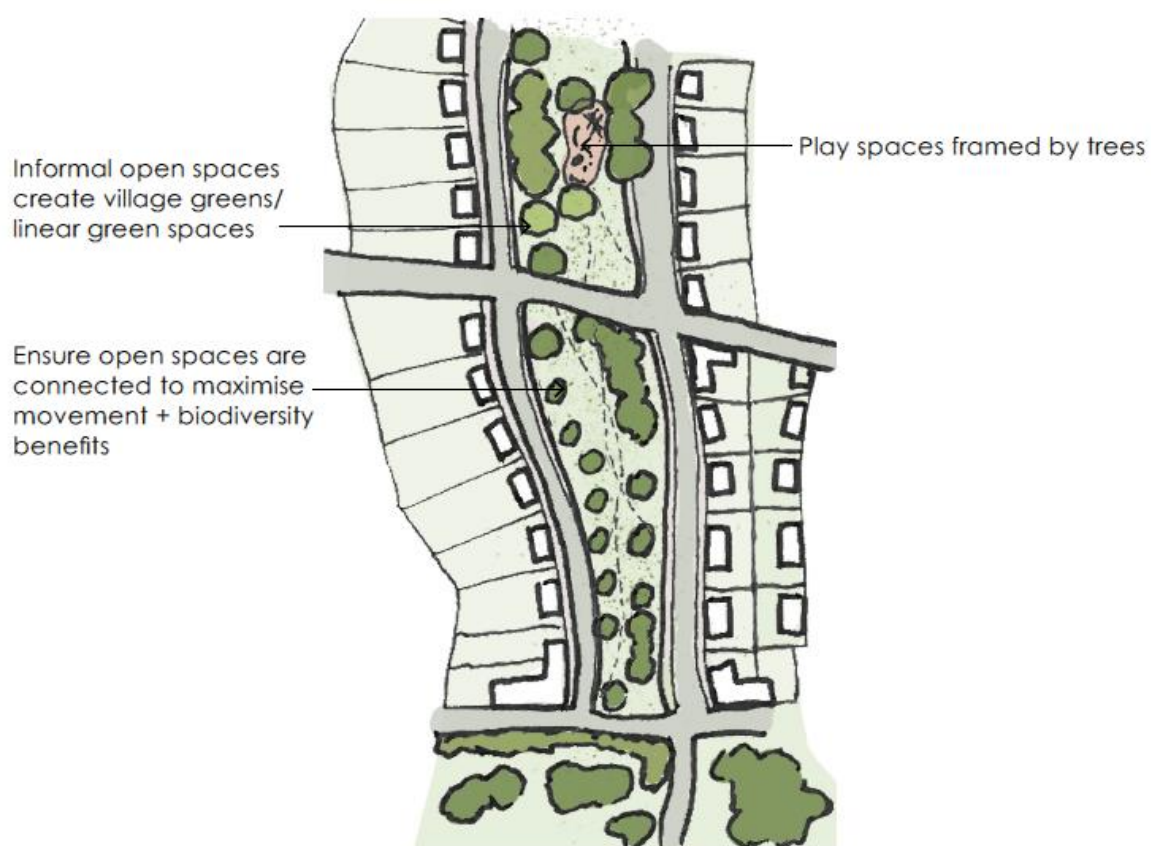 Play spaces framed by trees
Informal open spaces
create village greens/
linear green spaces
Ensure open spaces are
connected to maximise
movement + biodiversity
benefits